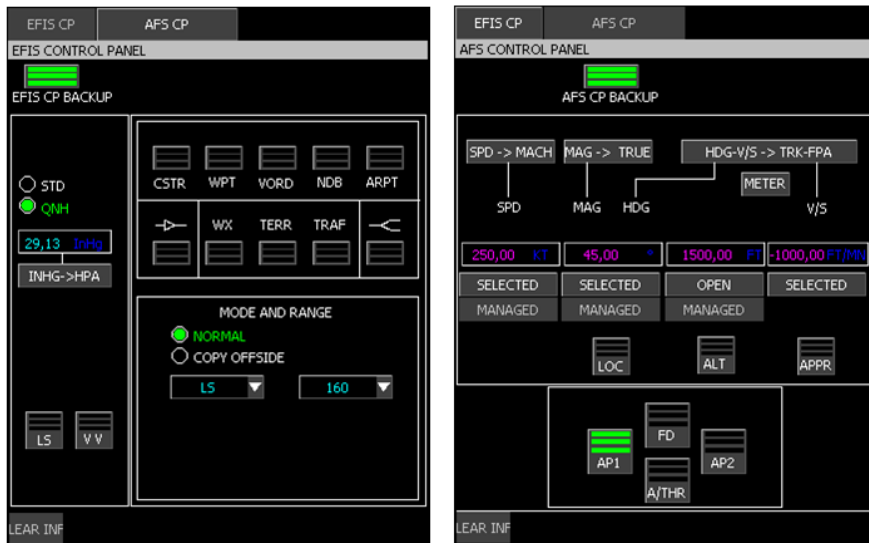 EFIS CP AFS CP
EFIS CONTROL PANEL
EFIS CP BACKUP
STD
QNH
29,13 InHg
INHG->HPA
LS V V
CSTR WPT VORD NDB ARPT
WX TERR TRAF
MODE AND RANGE
NORMAL
COPY OFFSIDE
LS 160
LEAR INF
EFIS CP AFS CP
AFS CONTROL PANEL
AFS CP BACKUP
SPD -> MACH MAG -> TRUE HDG-V/S -> TRK-FPA
METER
SPD MAG HDG V/S
250,00 KT 45,00 ° 1500,00 FT -1000,00 FT/MN
SELECTED SELECTED OPEN SELECTED
MANAGED MANAGED MANAGED
LOC ALT APPR
FD
AP1 AP2
A/THR
LEAR INF